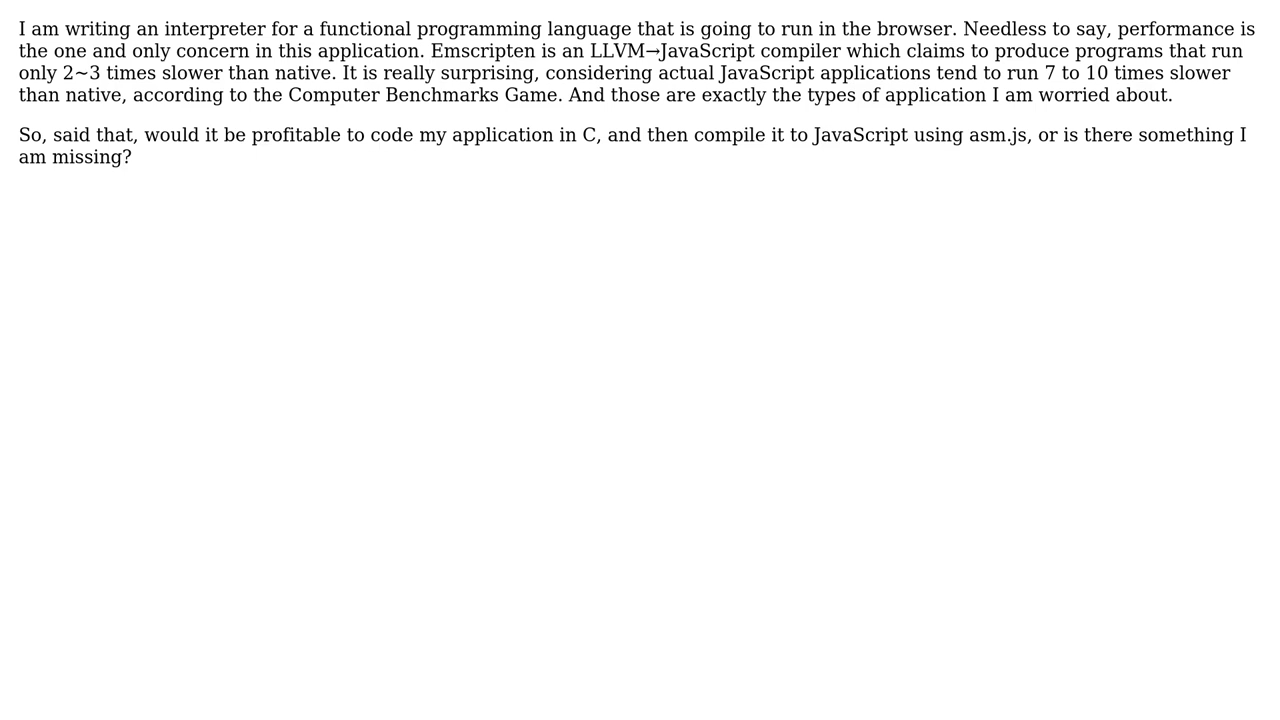 I am writing an interpreter for a functional programming language that is going to run in the browser. Needless to say, performance is
the one and only concern in this application. Emscripten is an LLVM→JavaScript compiler which claims to produce programs that run
only 2~3 times slower than native. It is really surprising, considering actual JavaScript applications tend to run 7 to 10 times slower
than native, according to the Computer Benchmarks Game. And those are exactly the types of application I am worried about.
So, said that, would it be profitable to code my application in C, and then compile it to JavaScript using asm.js, or is there something I
am missing?